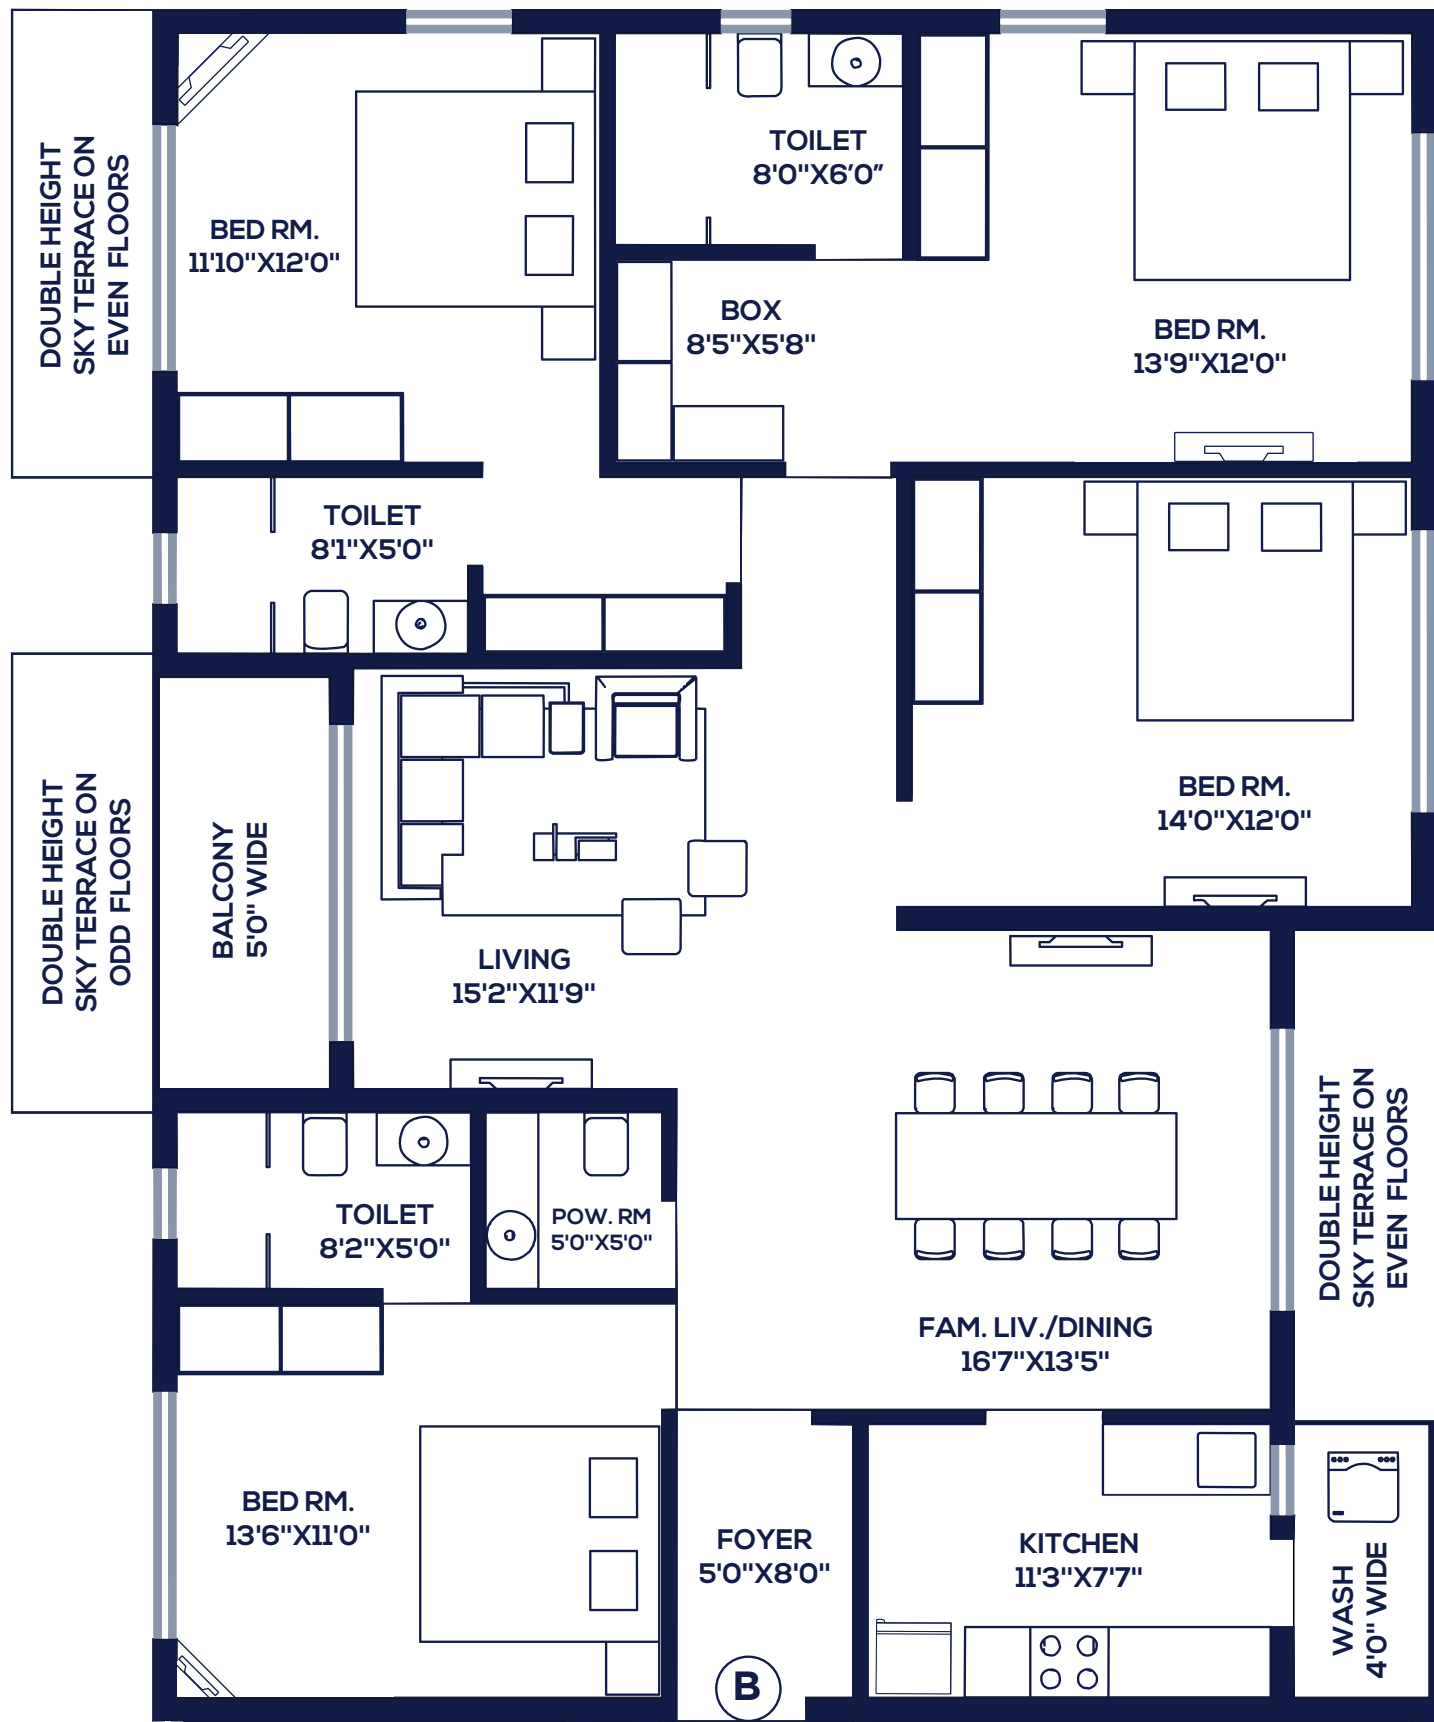 DOUBLE HEIGHT
SKY TERRACE ON
EVEN FLOORS
BED RM.
11'10"X12'0"
TOILET
8'0"X6'0”
BOX
8'5"X5'8"
BED RM.
13'9"X12'0"
TOILET
8'1"X5'0"
BED RM.
14'0"X12'0"
DOUBLE HEIGHT
SKY TERRACE ON
ODD FLOORS
BALCONY
5'0" WIDE
LIVING
15'2"X11'9"
TOILET
8'2"X5'0"
POW. RM
5'0"X5'0"
DOUBLE HEIGHT
SKY TERRACE ON
EVEN FLOORS
FAM. LIV./DINING
16'7"X13'5"
BED RM.
13'6"X11'0"
FOYER
5'0"X8'0"
KITCHEN
11'3"X7'7"
WASH
4'0" WIDE
B